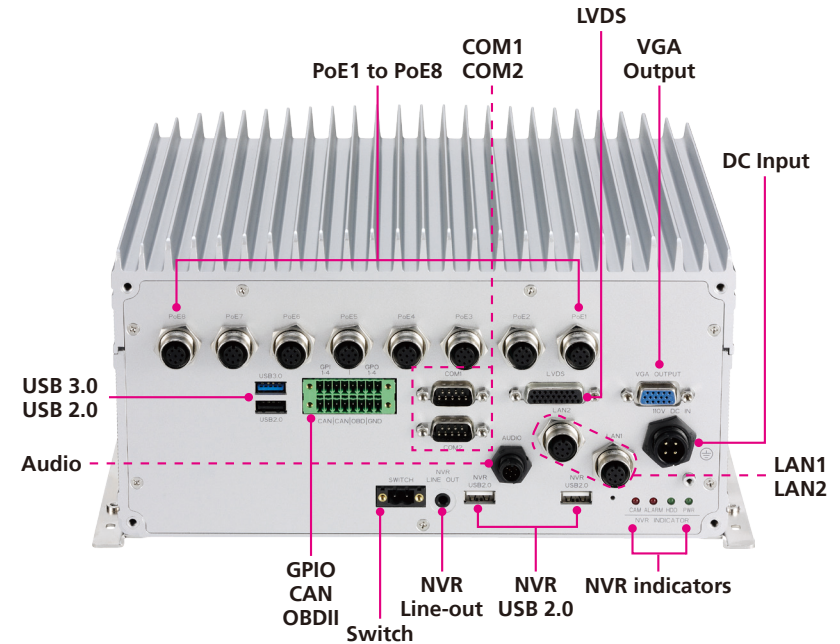 LVDS
COM1
COM2
VGA
Output
PoE1 to PoE8
DC Input
PoE8 PoE7 PoE6 PoE5 PoE4 PoE3 PoE2 PoE1
USB 3.0
USB 2.0
USB3.0
USB2.0
GPI GPO
1-4 1-4
CAN CAN OBD GND
COM1
COM2
LVDS
LAN2
LAN1
VGA OUTPUT
110V DC IN
Audio
AUDIO
LAN1
LAN2
SWITCH
NVR
LINE OUT
NVR
USB2.0
NVR
USB2.0
CAM ALARM HDD PWR
NVR INDICATOR
GPIO
CAN
OBDII
Switch
NVR
Line-out
NVR
USB 2.0
NVR indicators